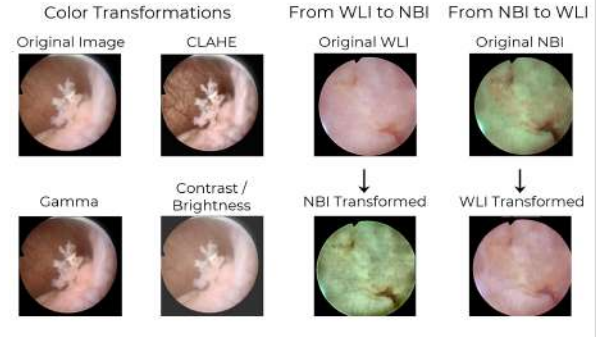 Color Transformations
From WLI to NBI
From NBI to WLI
Original Image
CLAHE
Original WLI
Original NBI
Gamma
Contrast /
Brightness
NBI Transformed
WLI Transformed